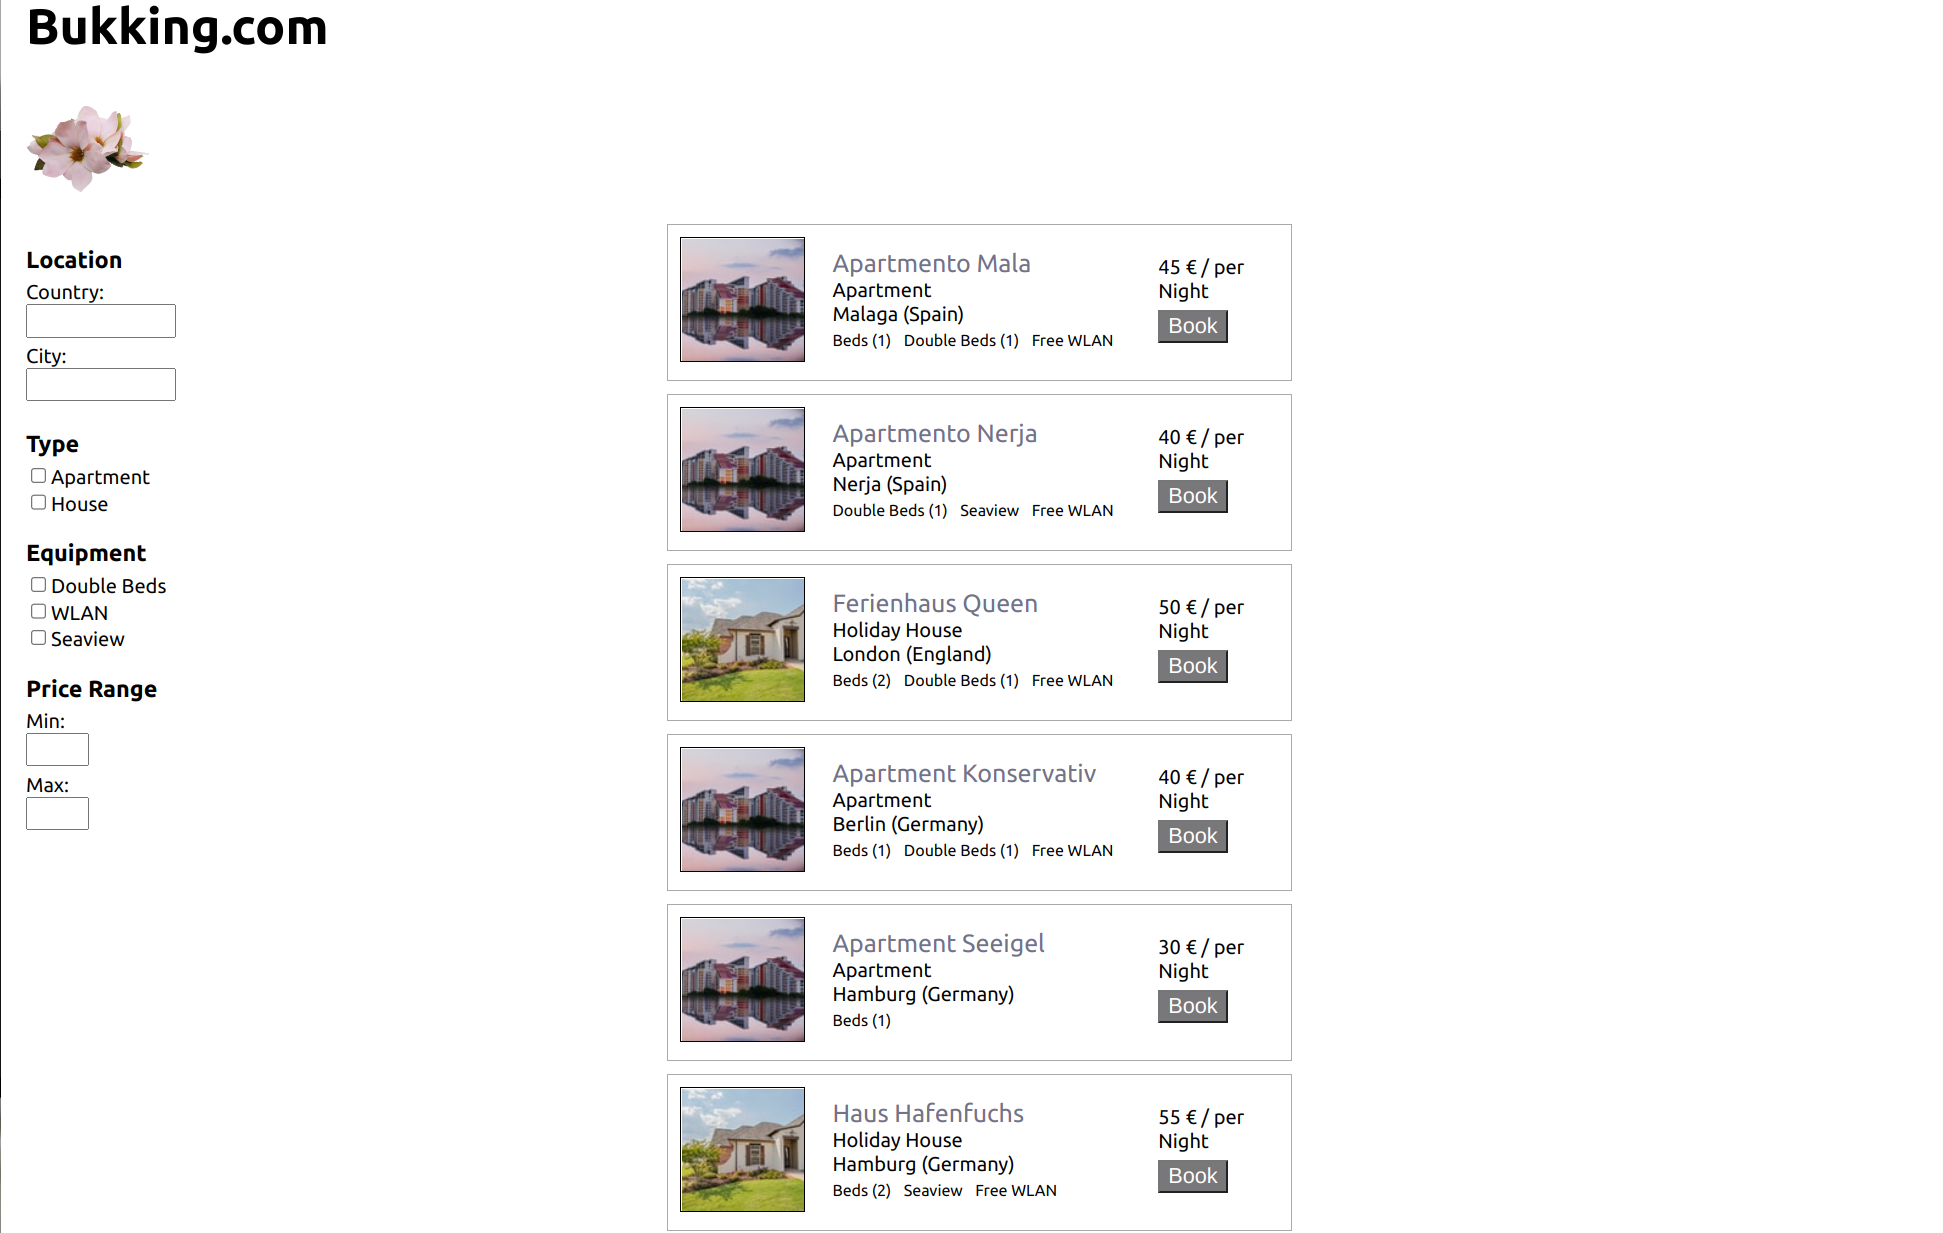 Bukking.com
Location
Country:
City:
Type
Apartment
House
Equipment
Double Beds
WLAN
Seaview
Price Range
Min:
Max:
Apartmento Mala
Apartment
Malaga (Spain)
Beds (1) Double Beds (1) Free WLAN
45 € / per
Night
Book
Apartmento Nerja
Apartment
Nerja (Spain)
Double Beds (1) Seaview Free WLAN
40 € / per
Night
Book
Ferienhaus Queen
Holiday House
London (England)
Beds (2) Double Beds (1) Free WLAN
50 € / per
Night
Book
Apartment Konservativ
Apartment
Berlin (Germany)
Beds (1) Double Beds (1) Free WLAN
40 € / per
Night
Book
Apartment Seeigel
Apartment
Hamburg (Germany)
Beds (1)
30 € / per
Night
Book
Haus Hafenfuchs
Holiday House
Hamburg (Germany)
Beds (2) Seaview Free WLAN
55 € / per
Night
Book